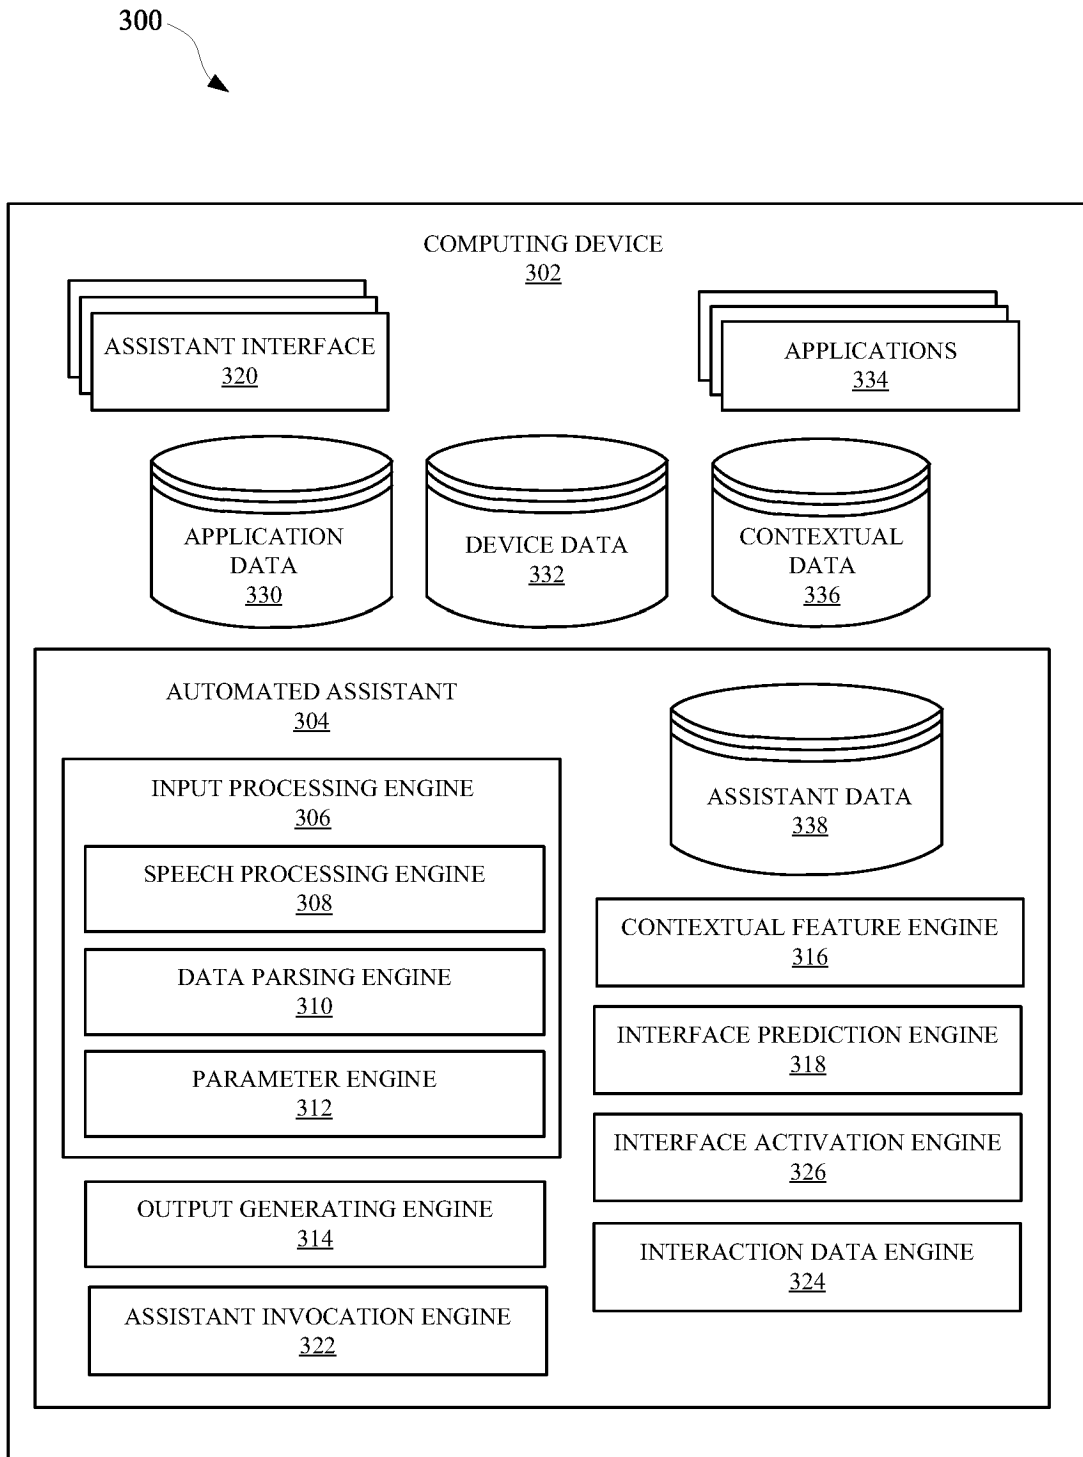 300
COMPUTING DEVICE
302
ASSISTANT INTERFACE
320
APPLICATIONS
334
APPLICATION
DATA
330
DEVICE DATA
332
CONTEXTUAL
DATA
336
AUTOMATED ASSISTANT
304
INPUT PROCESSING ENGINE
306
SPEECH PROCESSING ENGINE
308
DATA PARSING ENGINE
310
PARAMETER ENGINE
312
OUTPUT GENERATING ENGINE
314
ASSISTANT INVOCATION ENGINE
322
ASSISTANT DATA
338
CONTEXTUAL FEATURE ENGINE
316
INTERFACE PREDICTION ENGINE
318
INTERFACE ACTIVATION ENGINE
326
INTERACTION DATA ENGINE
324